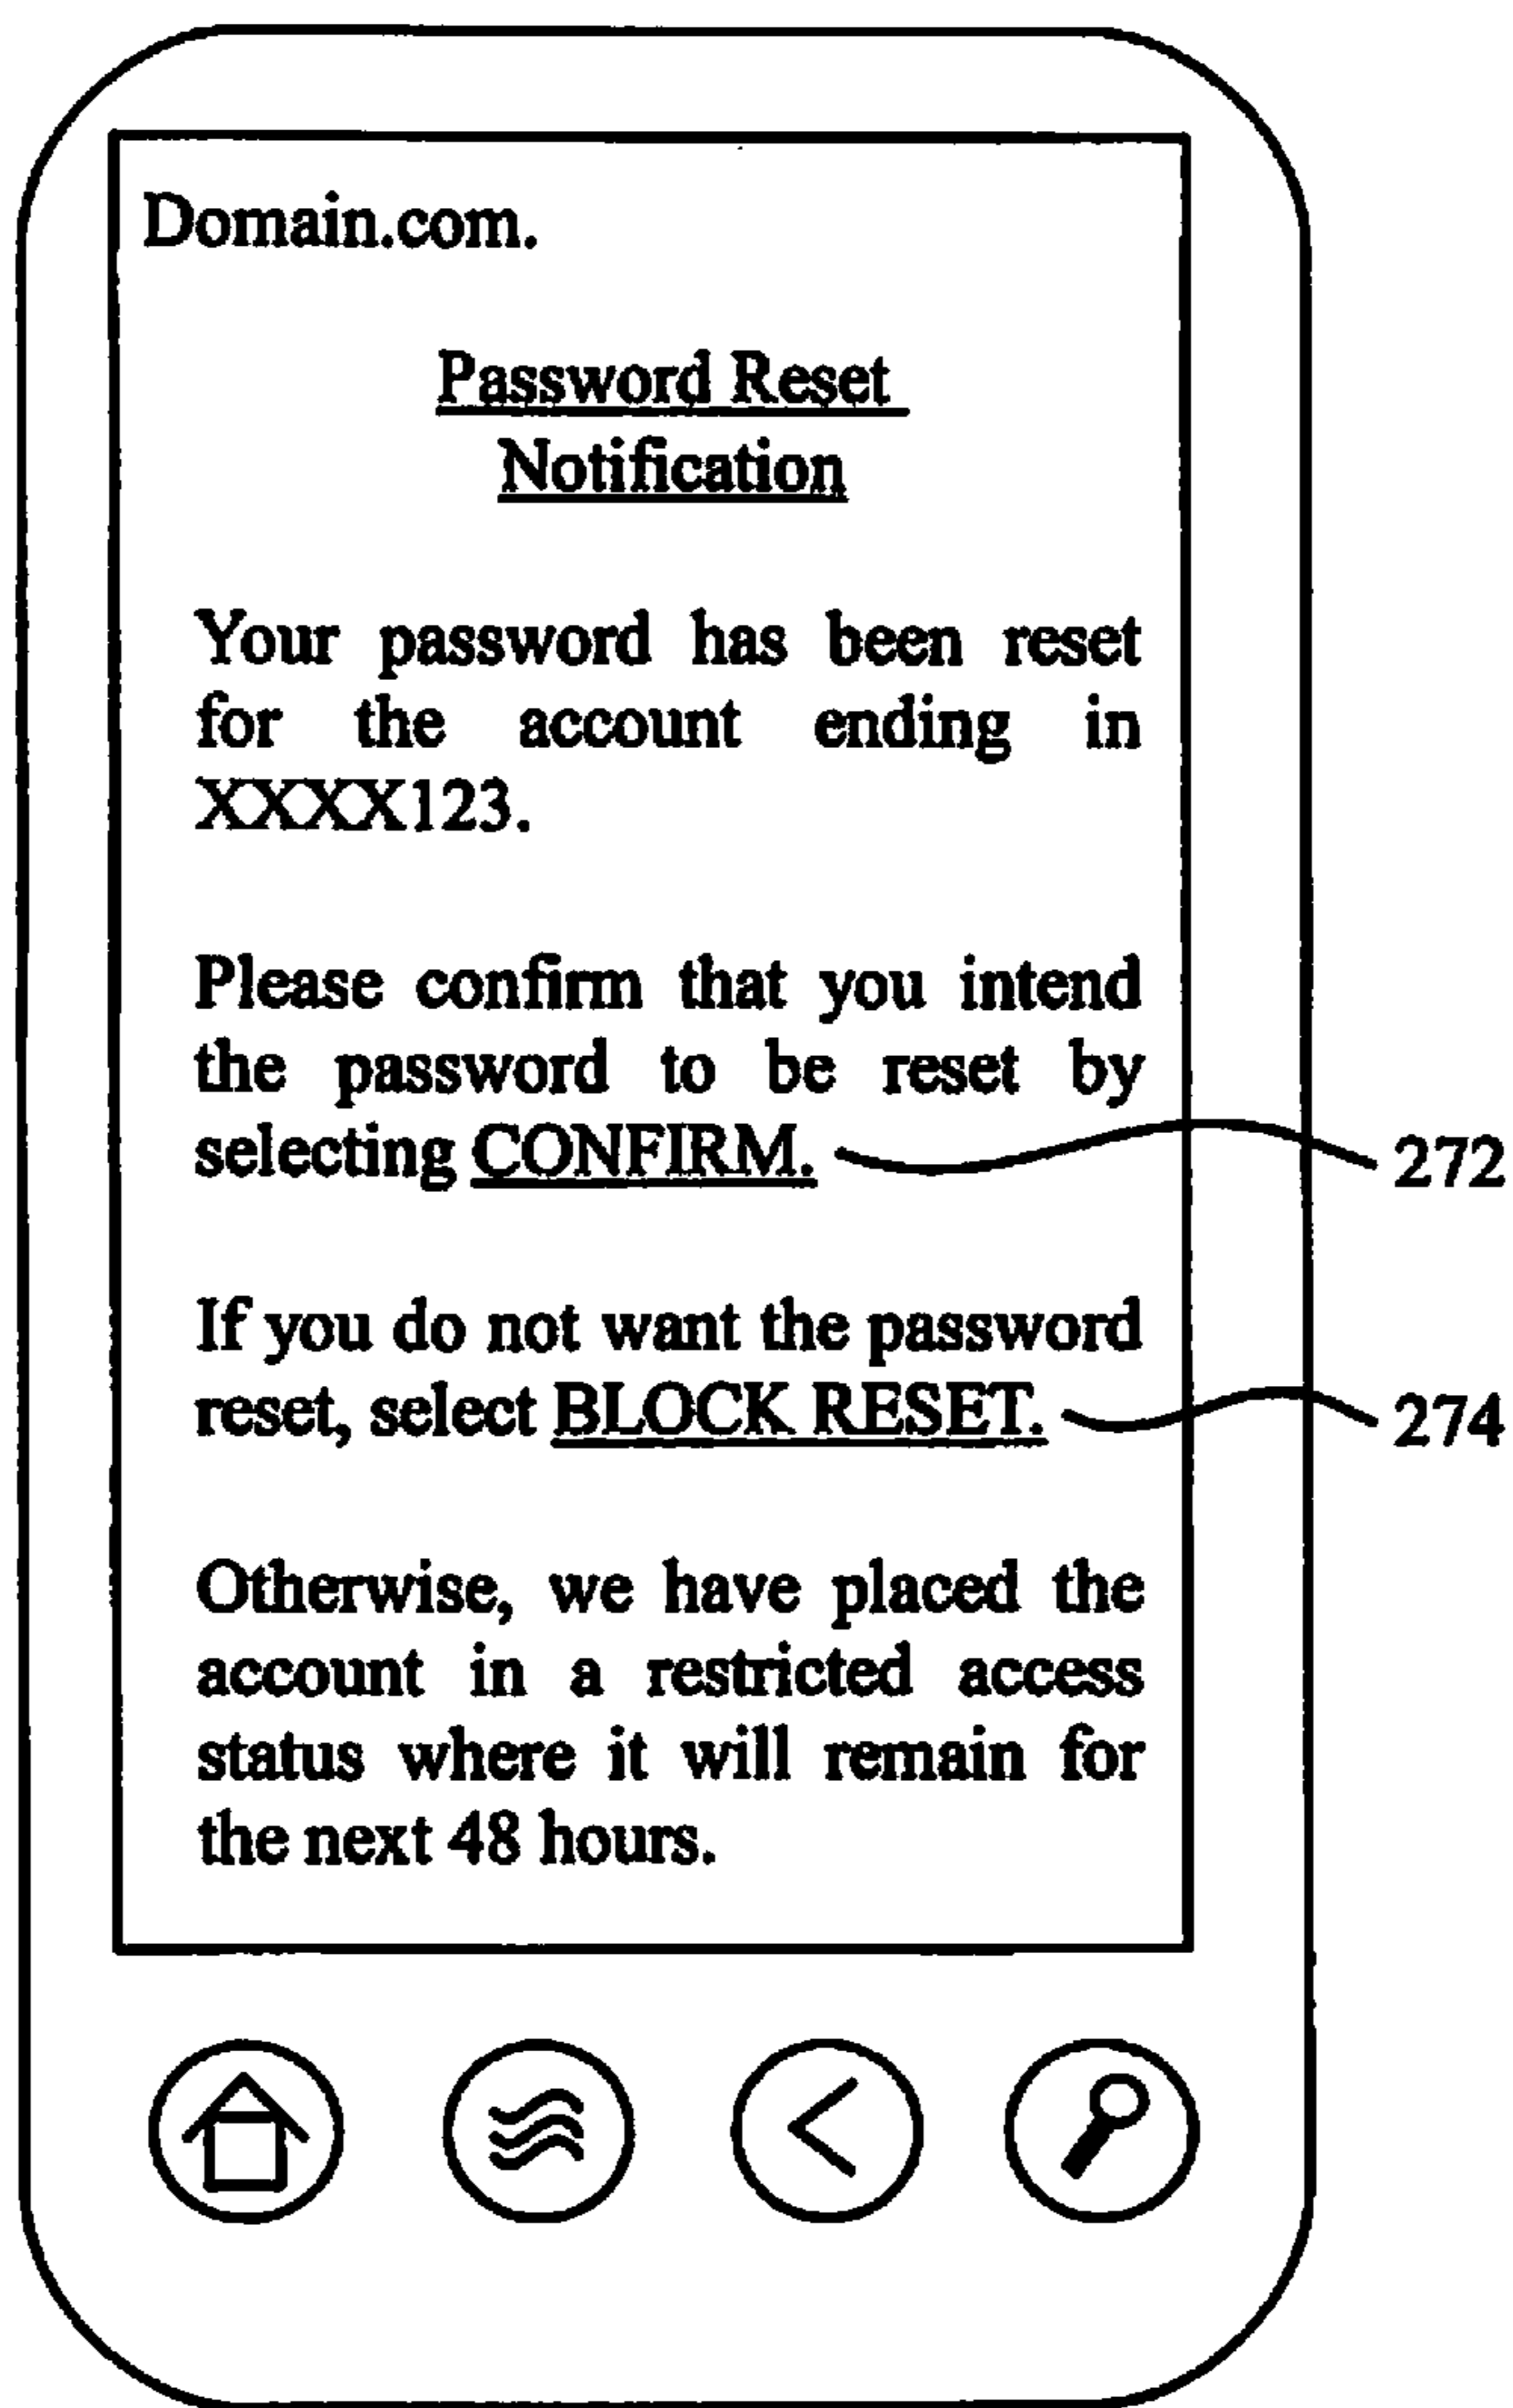 Domain.com.
Password Reset
Notification
Your password has been reset
for the account ending in
XXXX123.
Please confirm that you intend
the password to be reset by
selecting CONFIRM.
272
If you do not want the password
reset, select BLOCK RESET.
274
Otherwise, we have placed the
account in a restricted access
status where it will remain for
the next 48 hours.